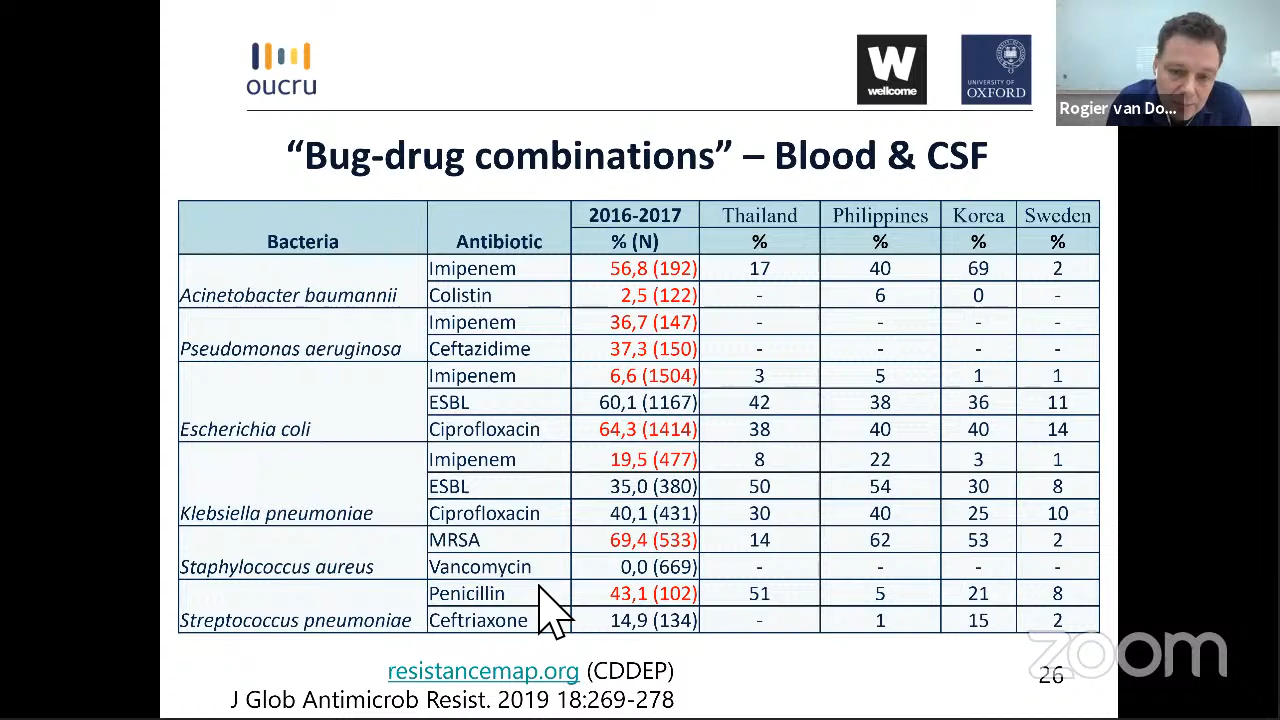 oucru
W
wellcome
UNIVERSITY OF
OXFORD
Rogier van Do...
“Bug-drug combinations” – Blood & CSF
2016-2017 Thailand Philippines Korea Sweden
Bacteria Antibiotic % (N) % % % %
Imipenem 56,8 (192) 17 40 69 2
Acinetobacter baumannii Colistin 2,5 (122) - 6 0 -
Imipenem 36,7 (147) - - - -
Pseudomonas aeruginosa Ceftazidime 37,3 (150) - - - -
Imipenem 6,6 (1504) 3 5 1 1
ESBL 60,1 (1167) 42 38 36 11
Escherichia coli Ciprofloxacin 64,3 (1414) 38 40 40 14
Imipenem 19,5 (477) 8 22 3 1
ESBL 35,0 (380) 50 54 30 8
Klebsiella pneumoniae Ciprofloxacin 40,1 (431) 30 40 25 10
MRSA 69,4 (533) 14 62 53 2
Staphylococcus aureus Vancomycin 0,0 (669) - - - -
Penicillin 43,1 (102) 51 5 21 8
Streptococcus pneumoniae Ceftriaxone 14,9 (134) - 1 15 2
zoom
resistancemap.org (CDDEP) 26
J Glob Antimicrob Resist. 2019 18:269-278